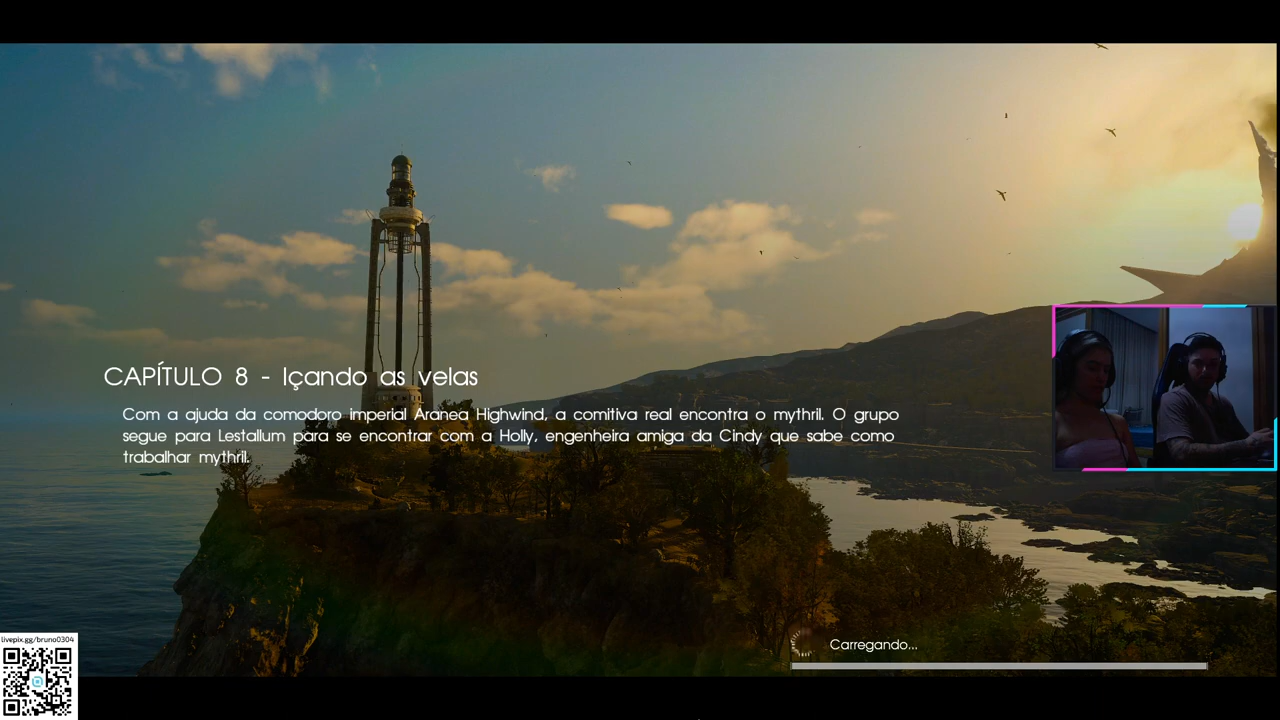 CAPÍTULO 8 - Içando as velas
Com a ajuda da comodoro imperial Aranea Highwind, a comitiva real encontra o mythril. O grupo
segue para Lestallum para se encontrar com a Holly, engenheira amiga da Cindy que sabe como
trabalhar mythril.
livepix.gg/bruno0304
Carregando...